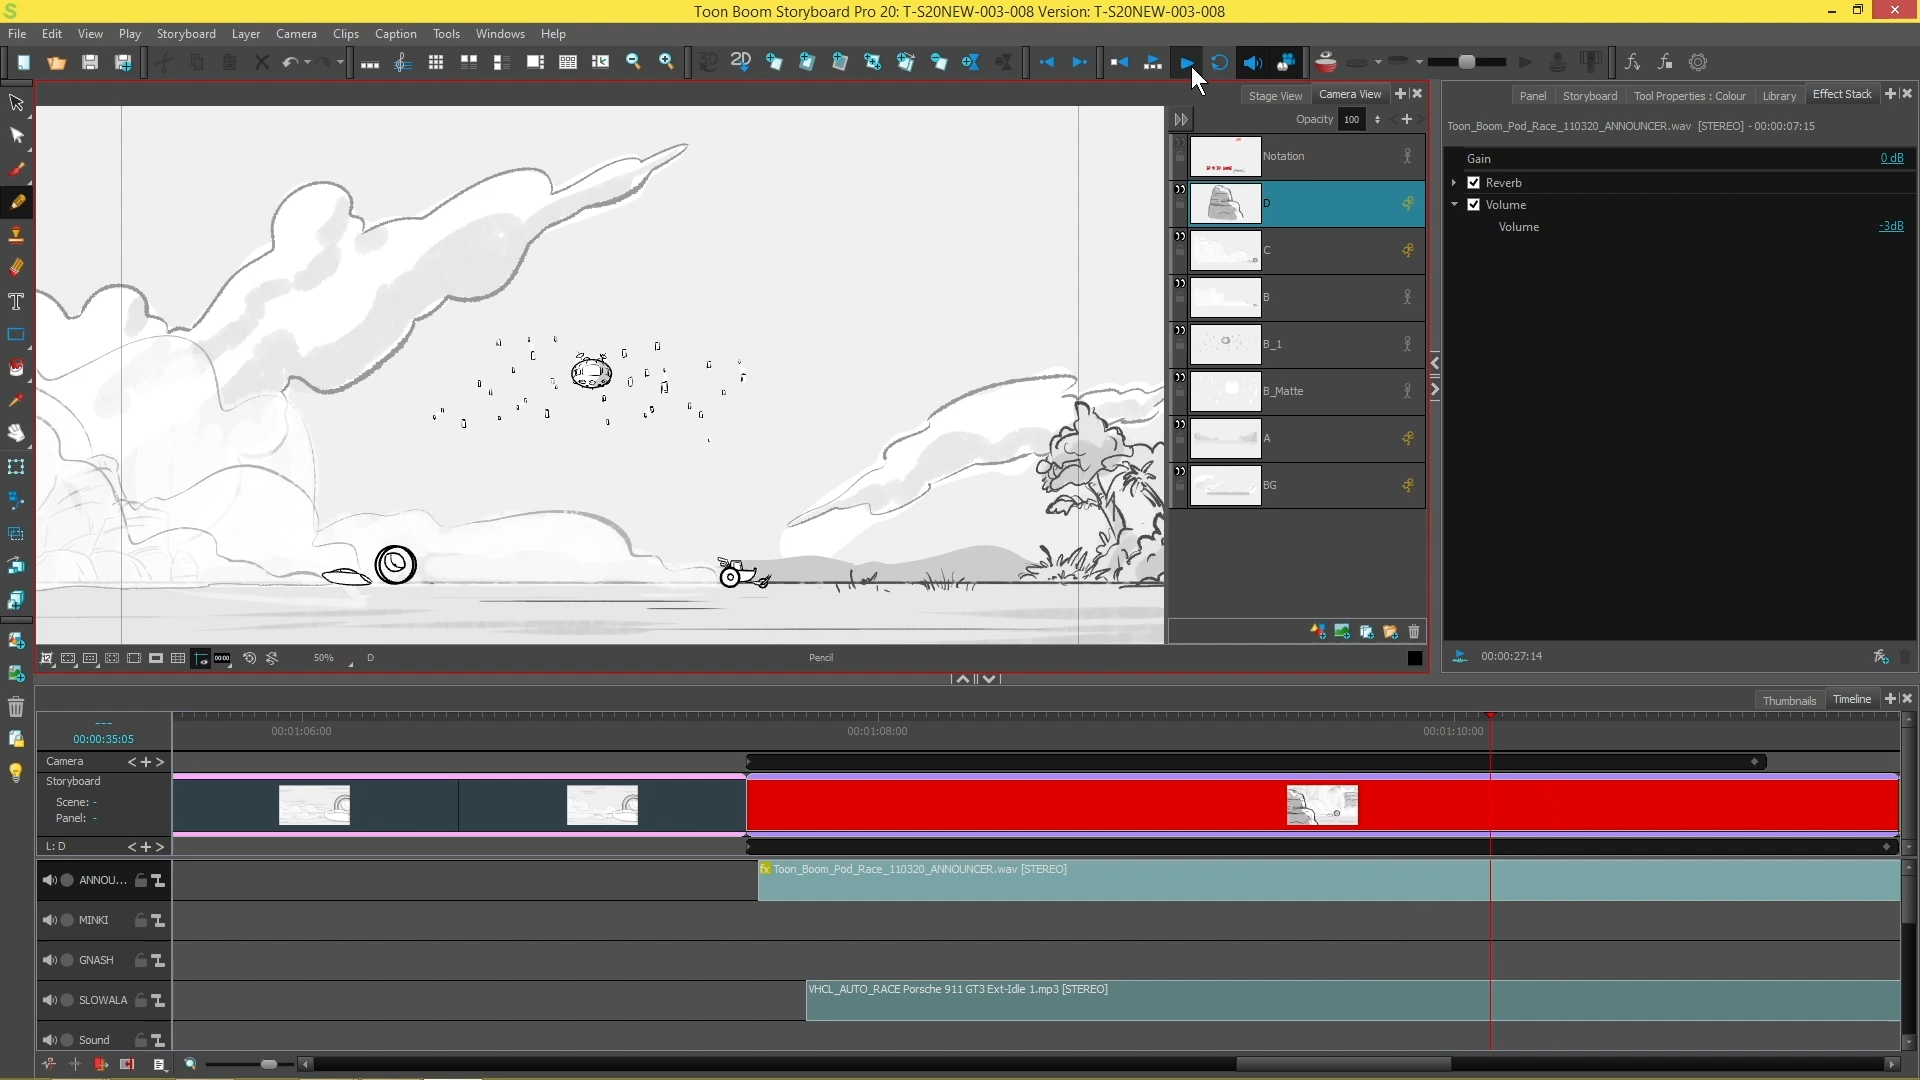 Toon Boom Storyboard Pro 20: T-S20NEW-003-008 Version: T-S20NEW-003-008
File Edit View Play Storyboard Layer Camera Clips Caption Tools Windows Help
3D 2D
Stage View Camera View
Panel Storyboard Tool Properties : Colour Library Effect Stack
Opacity 100
Toon_Boom_Pod_Race_110320_ANNOUNCER.wav [STEREO] - 00:00:07:15
Notation
Gain 0 dB
Reverb
D
Volume
Volume -3dB
C
B
B_1
B_Matte
A
BG
50% D Pencil
00:00:27:14
Thumbnails Timeline
---
00:00:35:05
00:01:06:00 00:01:08:00 00:01:10:00
Camera
Storyboard
Scene: -
Panel: -
L: D
ANNOU...
fx Toon_Boom_Pod_Race_110320_ANNOUNCER.wav [STEREO]
MINKI
GNASH
SLOWALA
VHCL_AUTO_RACE Porsche 911 GT3 Ext-Idle 1.mp3 [STEREO]
Sound